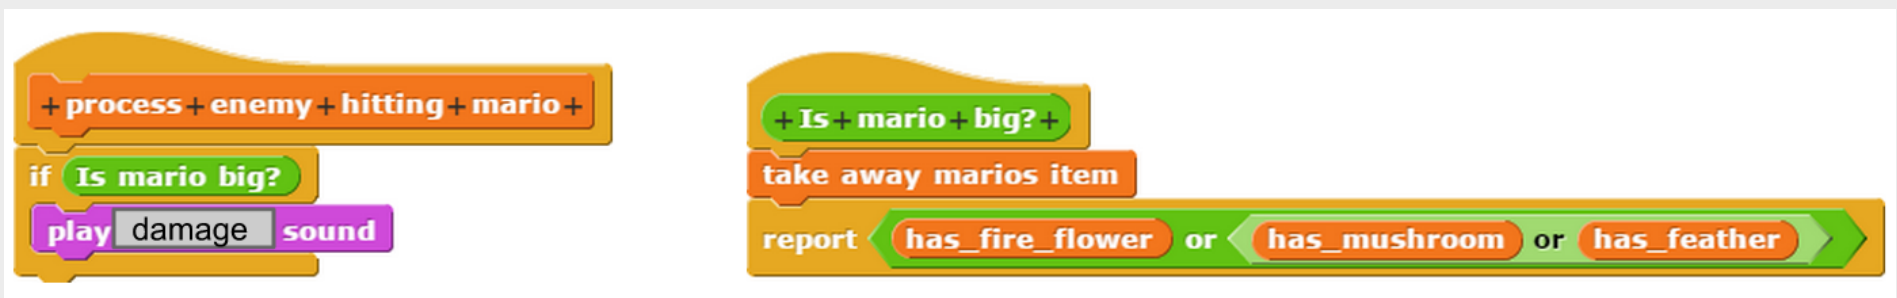 +process+enemy+hitting+mario+
if Is mario big?
play damage sound
+Is+mario+big?+
take away marios item
report has_fire_flower or has_mushroom or has_feather